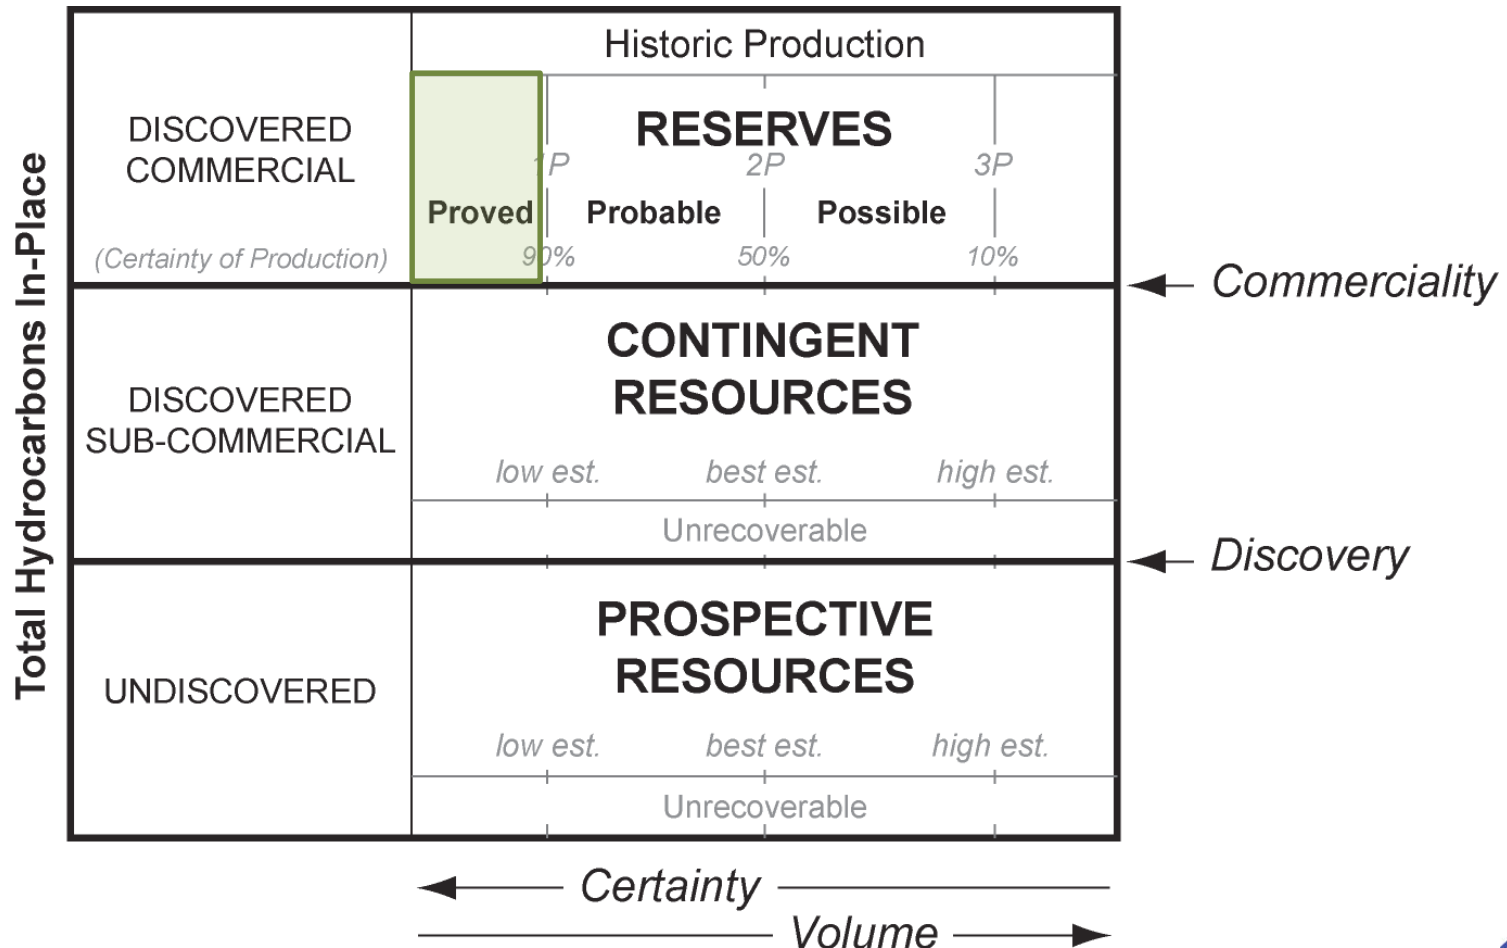 Total Hydrocarbons In-Place
Historic Production
DISCOVERED
COMMERCIAL
(Certainty of Production)
RESERVES
1P 2P 3P
Proved Probable Possible
90% 50% 10%
Commerciality
DISCOVERED
SUB-COMMERCIAL
CONTINGENT
RESOURCES
low est. best est. high est.
Unrecoverable
Discovery
UNDISCOVERED
PROSPECTIVE
RESOURCES
low est. best est. high est.
Unrecoverable
Certainty
Volume